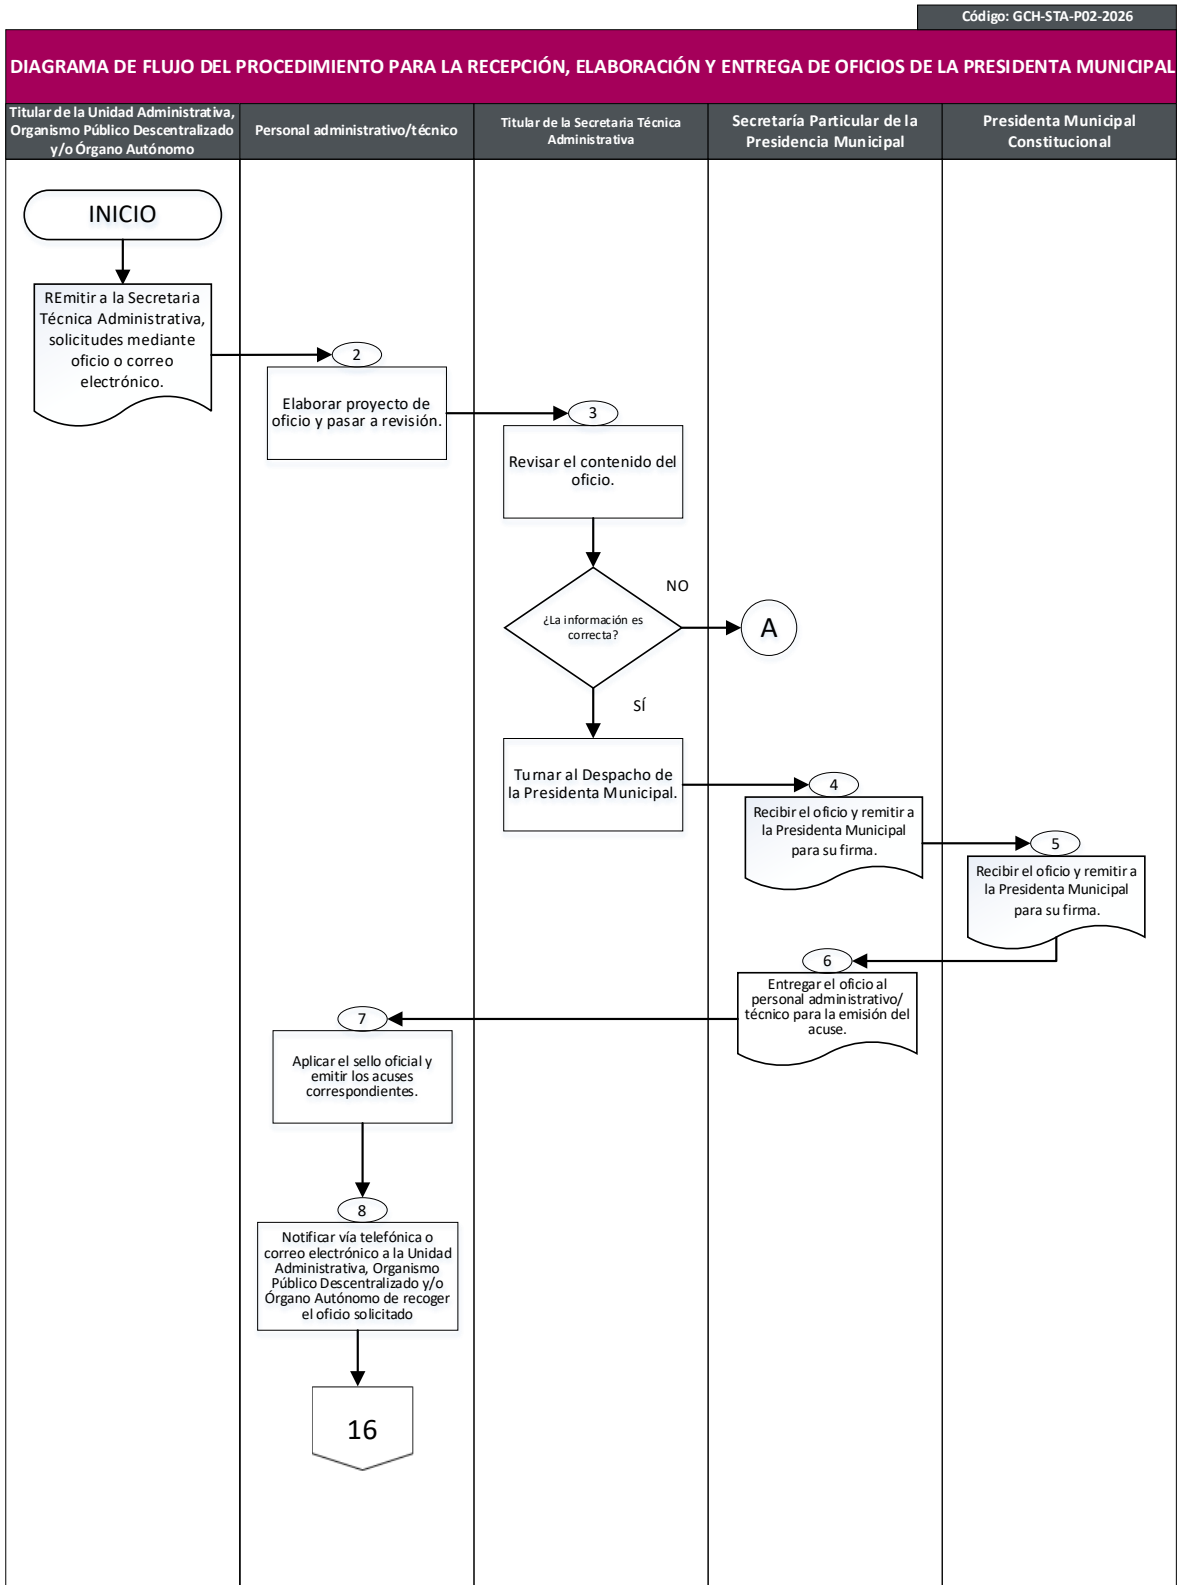 Código: GCH-STA-P02-2026
DIAGRAMA DE FLUJO DEL PROCEDIMIENTO PARA LA RECEPCIÓN, ELABORACIÓN Y ENTREGA DE OFICIOS DE LA PRESIDENTA MUNICIPAL
Titular de la Unidad Administrativa,
Organismo Público Descentralizado
y/o Órgano Autónomo
Personal administrativo/técnico
Titular de la Secretaria Técnica
Administrativa
Secretaría Particular de la
Presidencia Municipal
Presidenta Municipal
Constitucional
INICIO
REmitir a la Secretaria
Técnica Administrativa,
solicitudes mediante
oficio o correo
electrónico.
2
Elaborar proyecto de
oficio y pasar a revisión.
3
Revisar el contenido del
oficio.
¿La información es
correcta?
NO
A
SÍ
Turnar al Despacho de
la Presidenta Municipal.
4
Recibir el oficio y remitir a
la Presidenta Municipal
para su firma.
5
Recibir el oficio y remitir a
la Presidenta Municipal
para su firma.
6
Entregar el oficio al
personal administrativo/
técnico para la emisión del
acuse.
7
Aplicar el sello oficial y
emitir los acuses
correspondientes.
8
Notificar vía telefónica o
correo electrónico a la Unidad
Administrativa, Organismo
Público Descentralizado y/o
Órgano Autónomo de recoger
el oficio solicitado
16